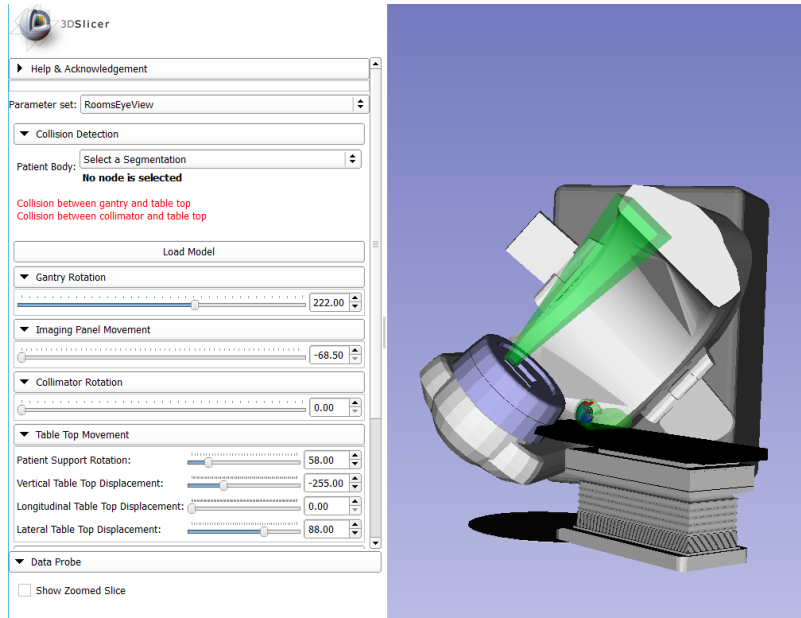 3DSlicer
Help & Acknowledgement
Parameter set: RoomsEyeView
Collision Detection
Patient Body: Select a Segmentation
No node is selected
Collision between gantry and table top
Collision between collimator and table top
Load Model
Gantry Rotation
222.00
Imaging Panel Movement
-68.50
Collimator Rotation
0.00
Table Top Movement
Patient Support Rotation: 58.00
Vertical Table Top Displacement: -255.00
Longitudinal Table Top Displacement: 0.00
Lateral Table Top Displacement: 88.00
Data Probe
Show Zoomed Slice